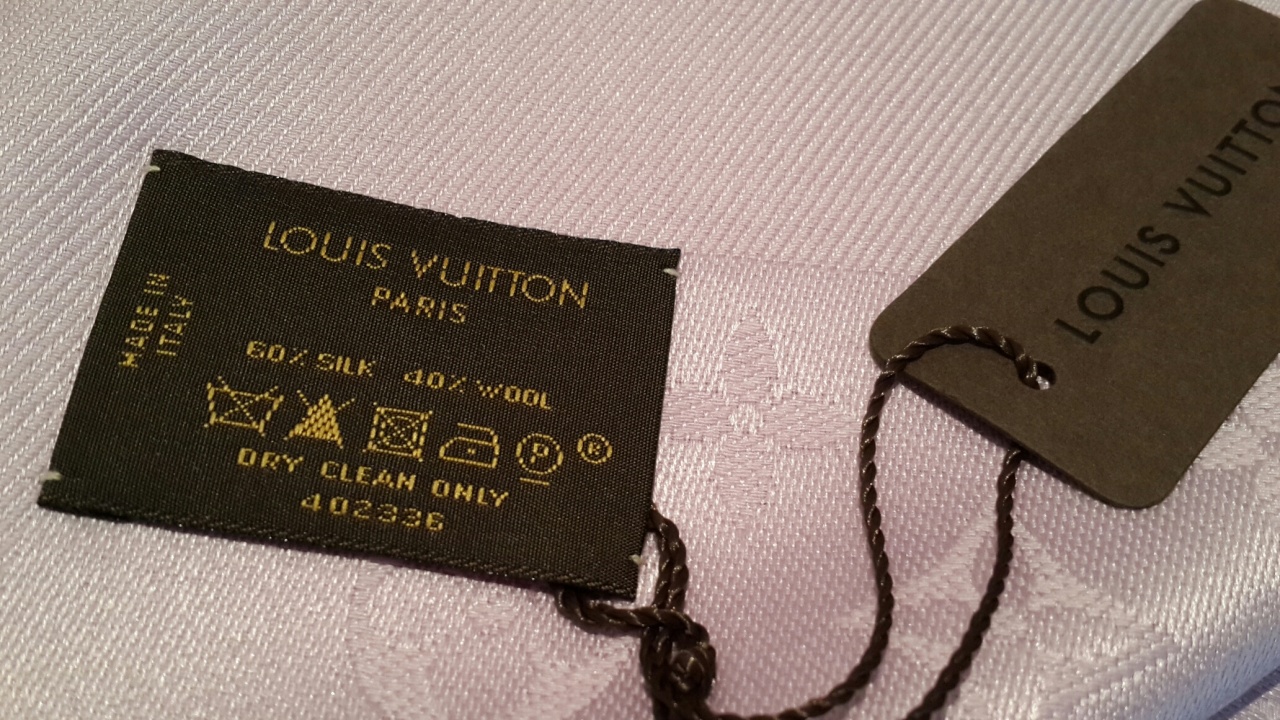 LOUIS VUITTON
PARIS
MADE IN
ITALY
60% SILK 40% WOOL
P ®
DRY CLEAN ONLY
402336
LOUIS VUITTON